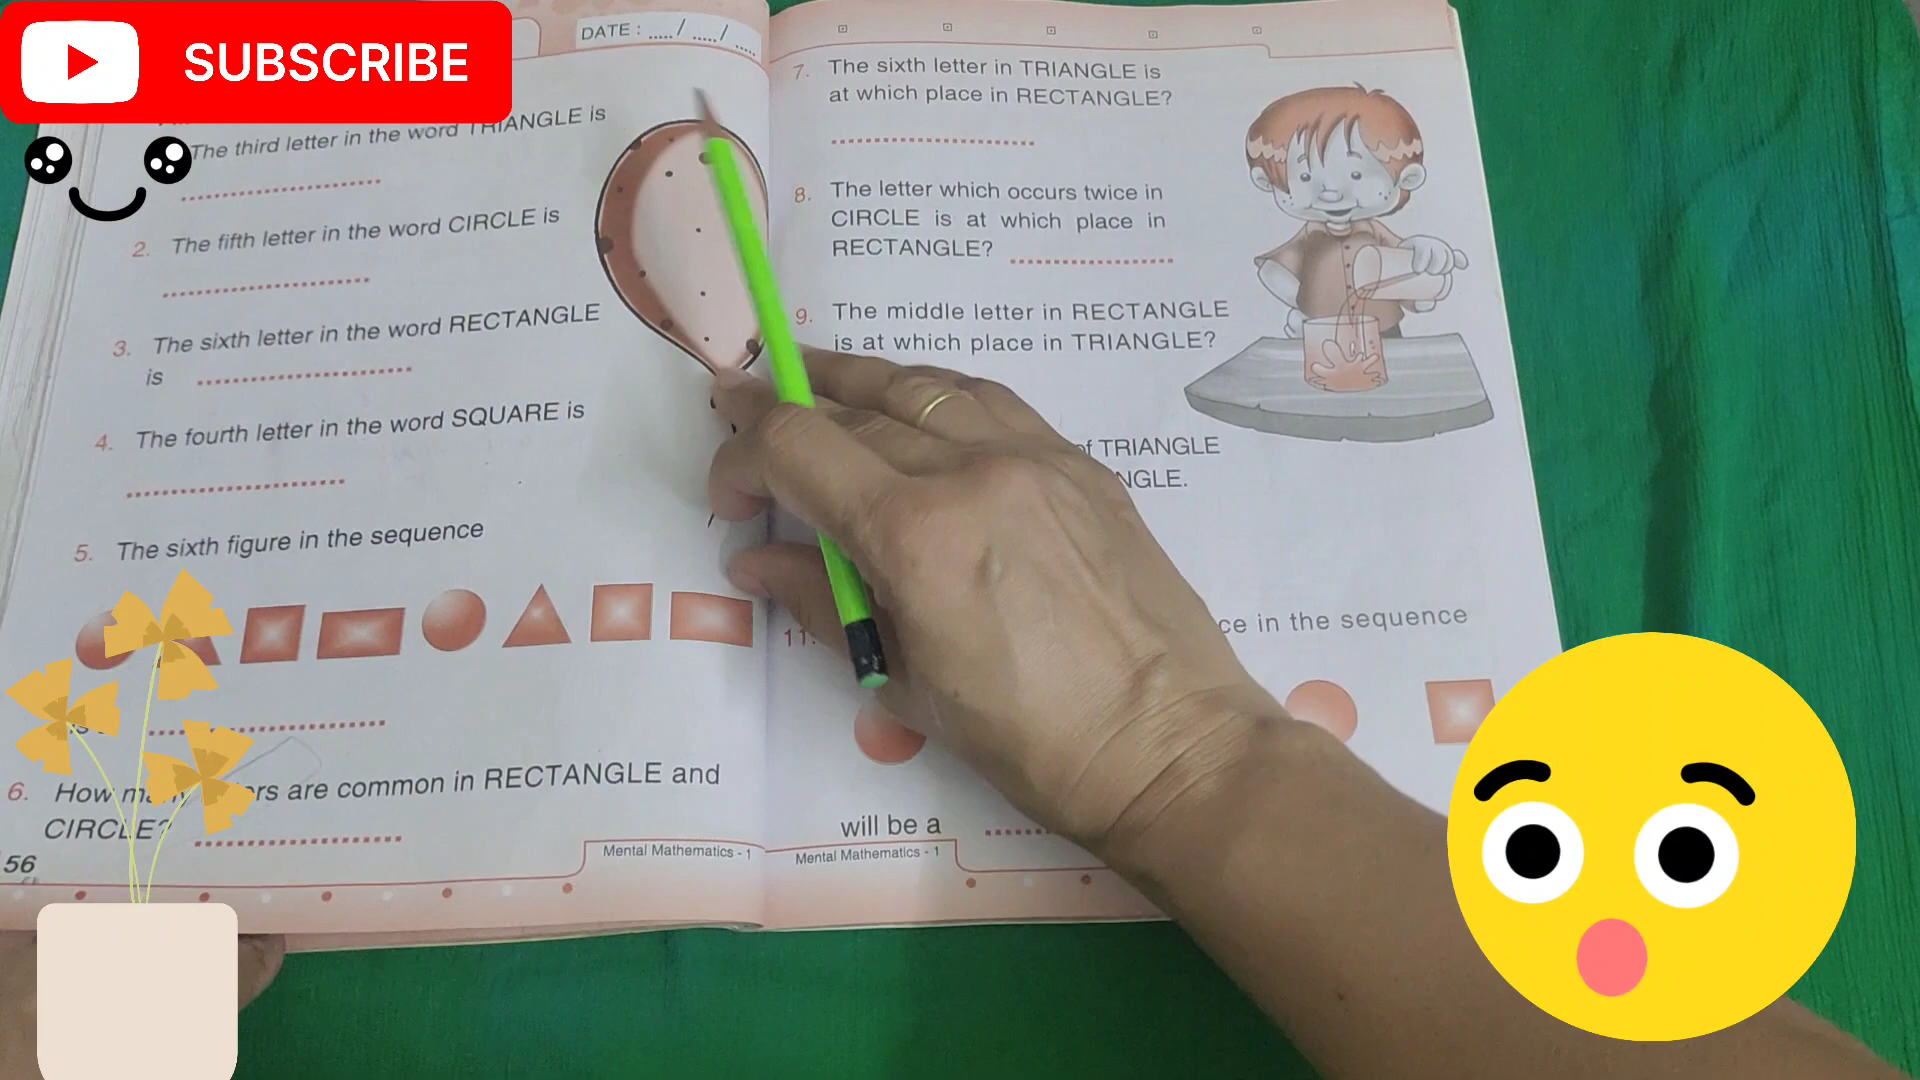 SUBSCRIBE
DATE : ..... / ..... / .....
The third letter in the word TRIANGLE is
2. The fifth letter in the word CIRCLE is
3. The sixth letter in the word RECTANGLE
is
4. The fourth letter in the word SQUARE is
5. The sixth figure in the sequence
is
6. How are common in RECTANGLE and
CIRCLE?
56
Mental Mathematics - 1
7. The sixth letter in TRIANGLE is
at which place in RECTANGLE?
8. The letter which occurs twice in
CIRCLE is at which place in
RECTANGLE?
9. The middle letter in RECTANGLE
is at which place in TRIANGLE?
of TRIANGLE
NGLE.
11.
ce in the sequence
will be a
Mental Mathematics - 1